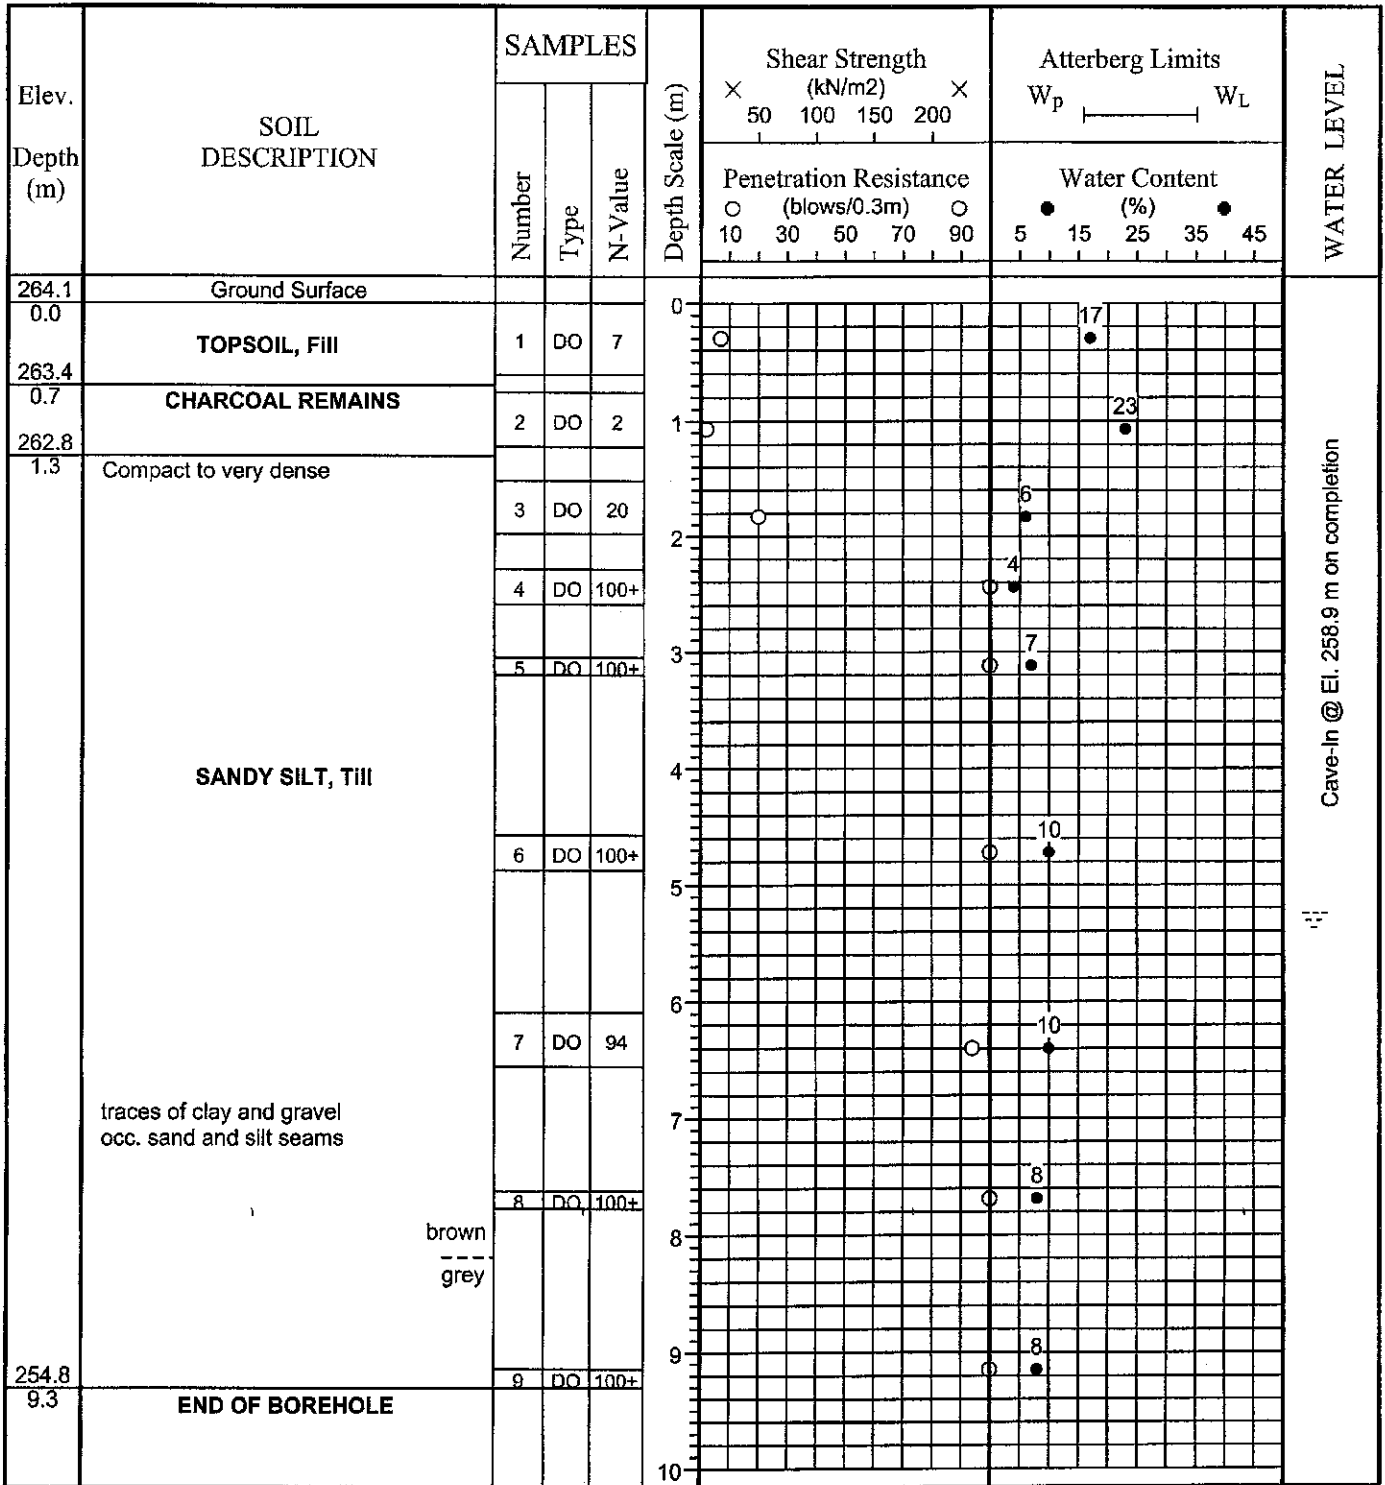 Elev.
Depth
(m)
SOIL
DESCRIPTION
SAMPLES
Number
Type
N-Value
Depth Scale (m)
Shear Strength
× (kN/m2) ×
50 100 150 200
Penetration Resistance
○ (blows/0.3m) ○
10 30 50 70 90
Atterberg Limits
Wp WL
Water Content
● (%) ●
5 15 25 35 45
WATER LEVEL
264.1 Ground Surface
0.0
0
TOPSOIL, Fill
1 DO 7
17
263.4
0.7 CHARCOAL REMAINS
2 DO 2
23
1
262.8
1.3 Compact to very dense
3 DO 20
6
2
4 DO 100+
4
3
5 DO 100+
7
SANDY SILT, Till
4
6 DO 100+
10
5
6
7 DO 94
10
traces of clay and gravel
occ. sand and silt seams
7
8 DO 100+
8
brown
8
grey
9
9 DO 100+
8
254.8
9.3 END OF BOREHOLE
10
Cave-In @ El. 258.9 m on completion